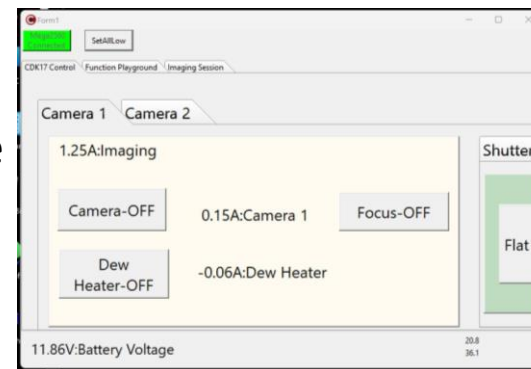 Form1
Mega2560
Connected
SetAllLow
CDK17 Control Function Playground Imaging Session
Camera 1 Camera 2
1.25A:Imaging
Shutter
Camera-OFF
0.15A:Camera 1
Focus-OFF
Flat
Dew
Heater-OFF
-0.06A:Dew Heater
11.86V:Battery Voltage
20.8
36.1